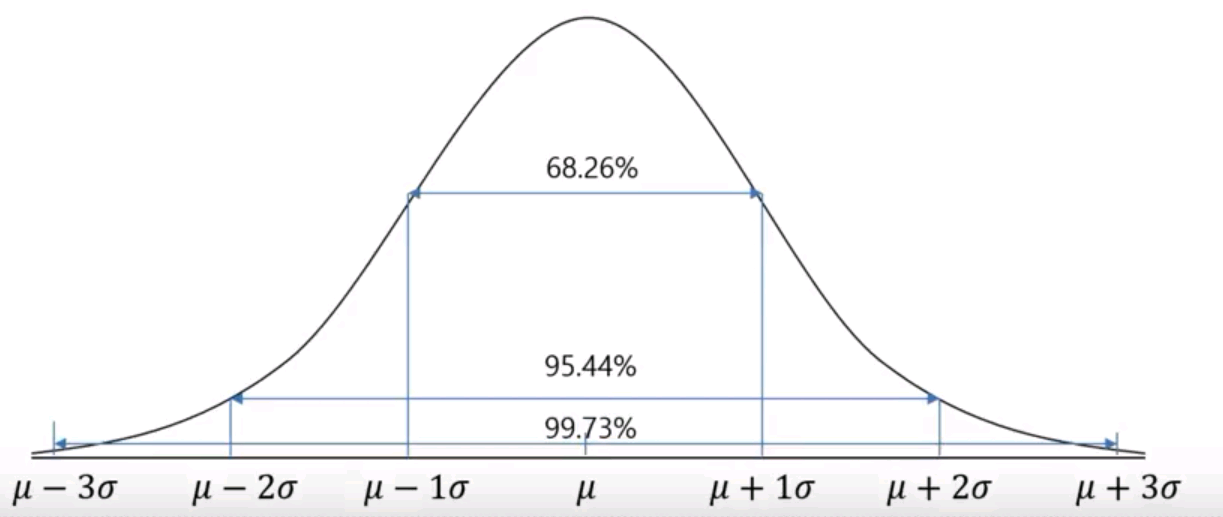 68.26%
95.44%
99.73%
μ − 3σ μ − 2σ μ − 1σ μ μ + 1σ μ + 2σ μ + 3σ